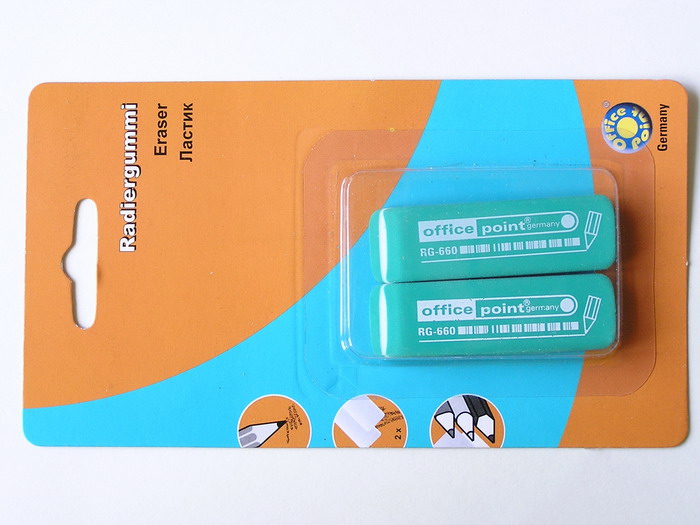 Radiergummi
Eraser
Ластик
Office Point®
Germany
office point® germany
RG-660
office point® germany
RG-660
2 x